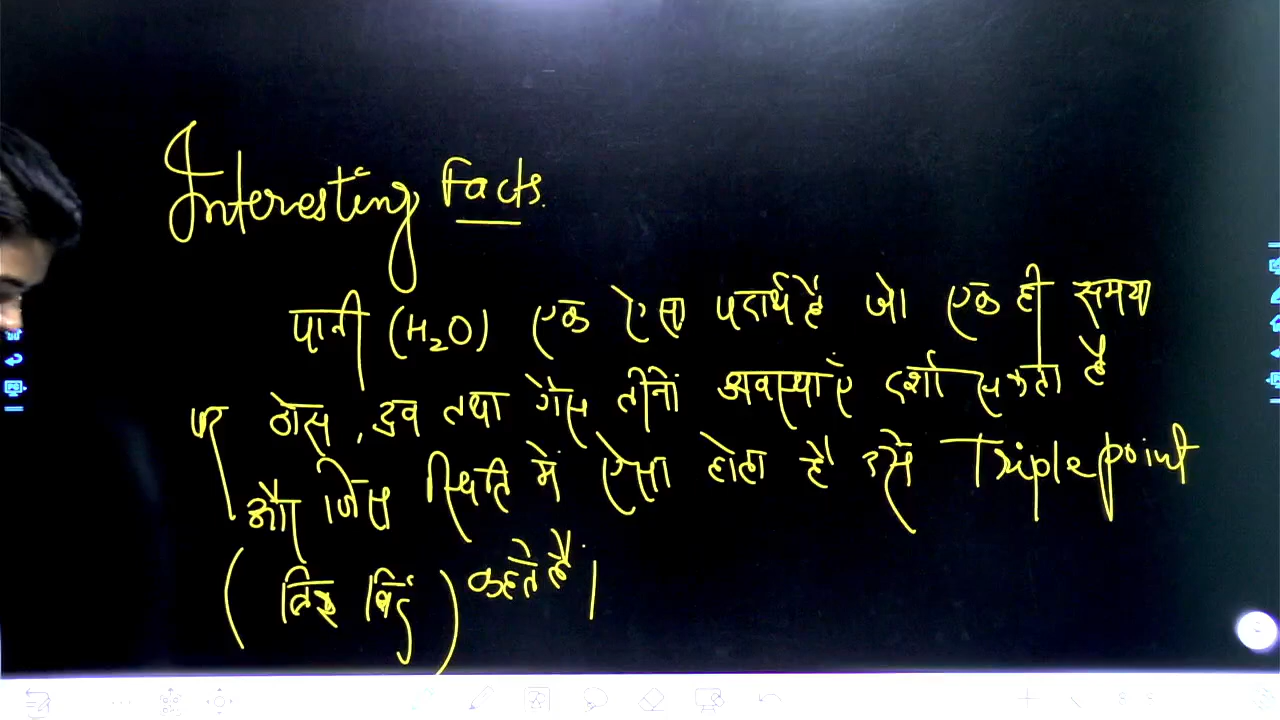 Interesting Facts.
पानी (H₂O) एक ऐसा पदार्थ है जो एक ही समय
पर ठोस, द्रव तथा गैस तीनों अवस्थाएं दर्शा सकता है
और जिस स्थिति में ऐसा होता है उसे Triple point
(त्रिक बिंदु) कहते है।